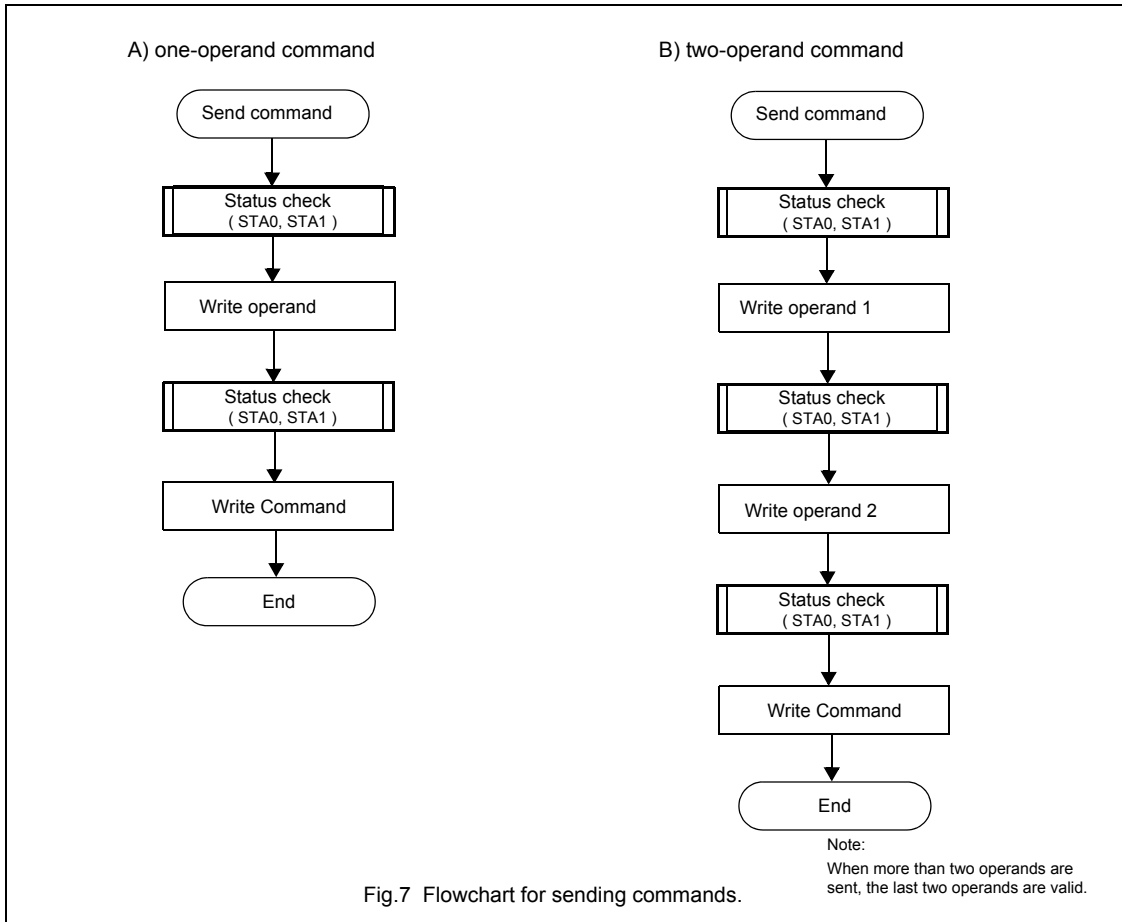 A) one-operand command
Send command
Status check
( STA0, STA1 )
Write operand
Status check
( STA0, STA1 )
Write Command
End
B) two-operand command
Send command
Status check
( STA0, STA1 )
Write operand 1
Status check
( STA0, STA1 )
Write operand 2
Status check
( STA0, STA1 )
Write Command
End
Note:
When more than two operands are
sent, the last two operands are valid.
Fig.7 Flowchart for sending commands.